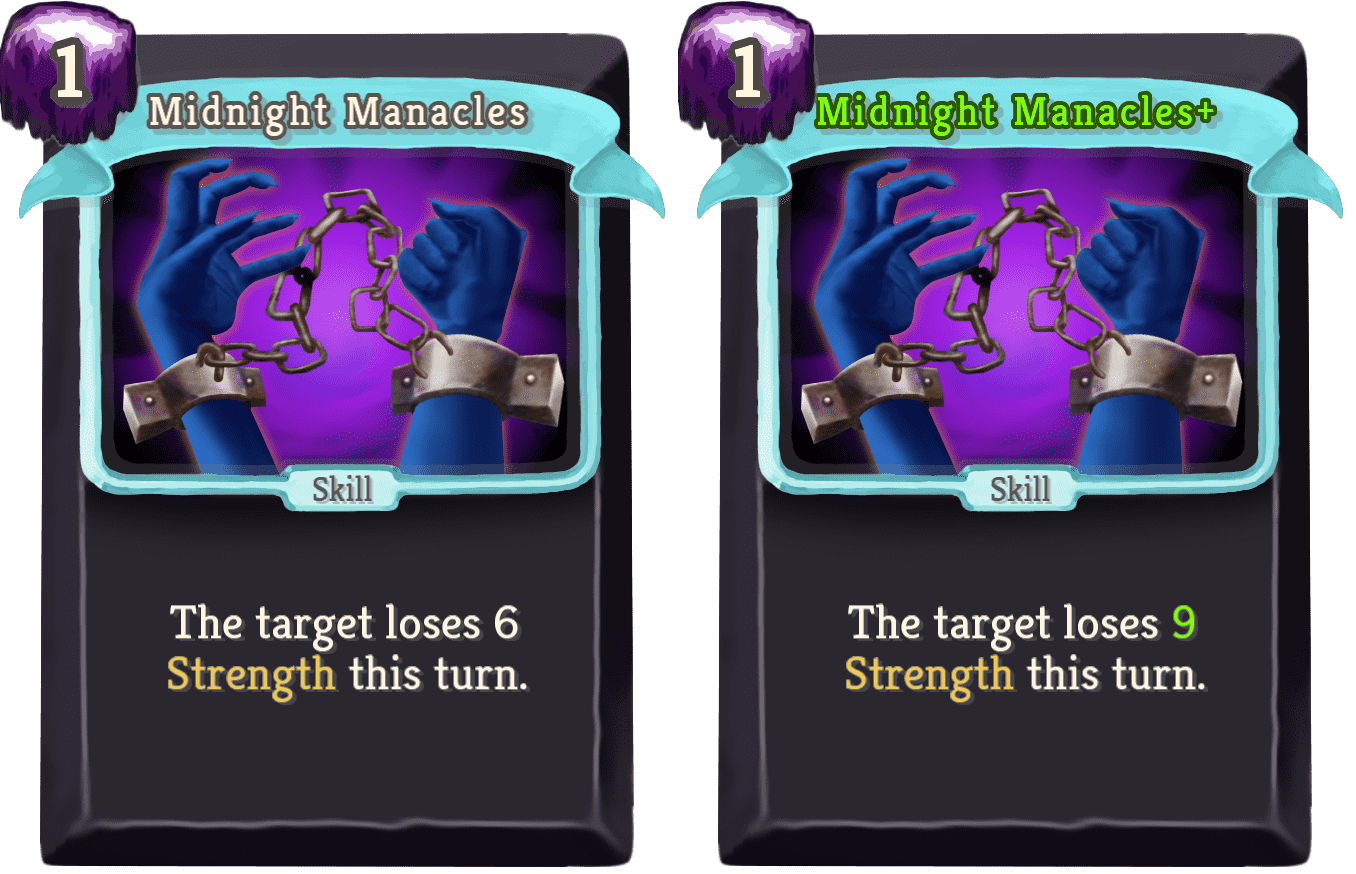 1
Midnight Manacles
Skill
The target loses 6
Strength this turn.
1
Midnight Manacles+
Skill
The target loses 9
Strength this turn.